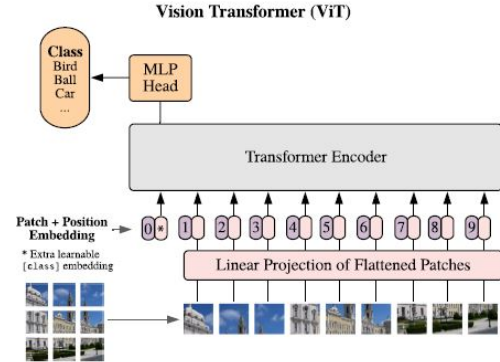 Vision Transformer (ViT)
Class
Bird
Ball
Car
...
MLP
Head
Transformer Encoder
Patch + Position
Embedding
0 * 1 2 3 4 5 6 7 8 9
* Extra learnable
[class] embedding
Linear Projection of Flattened Patches